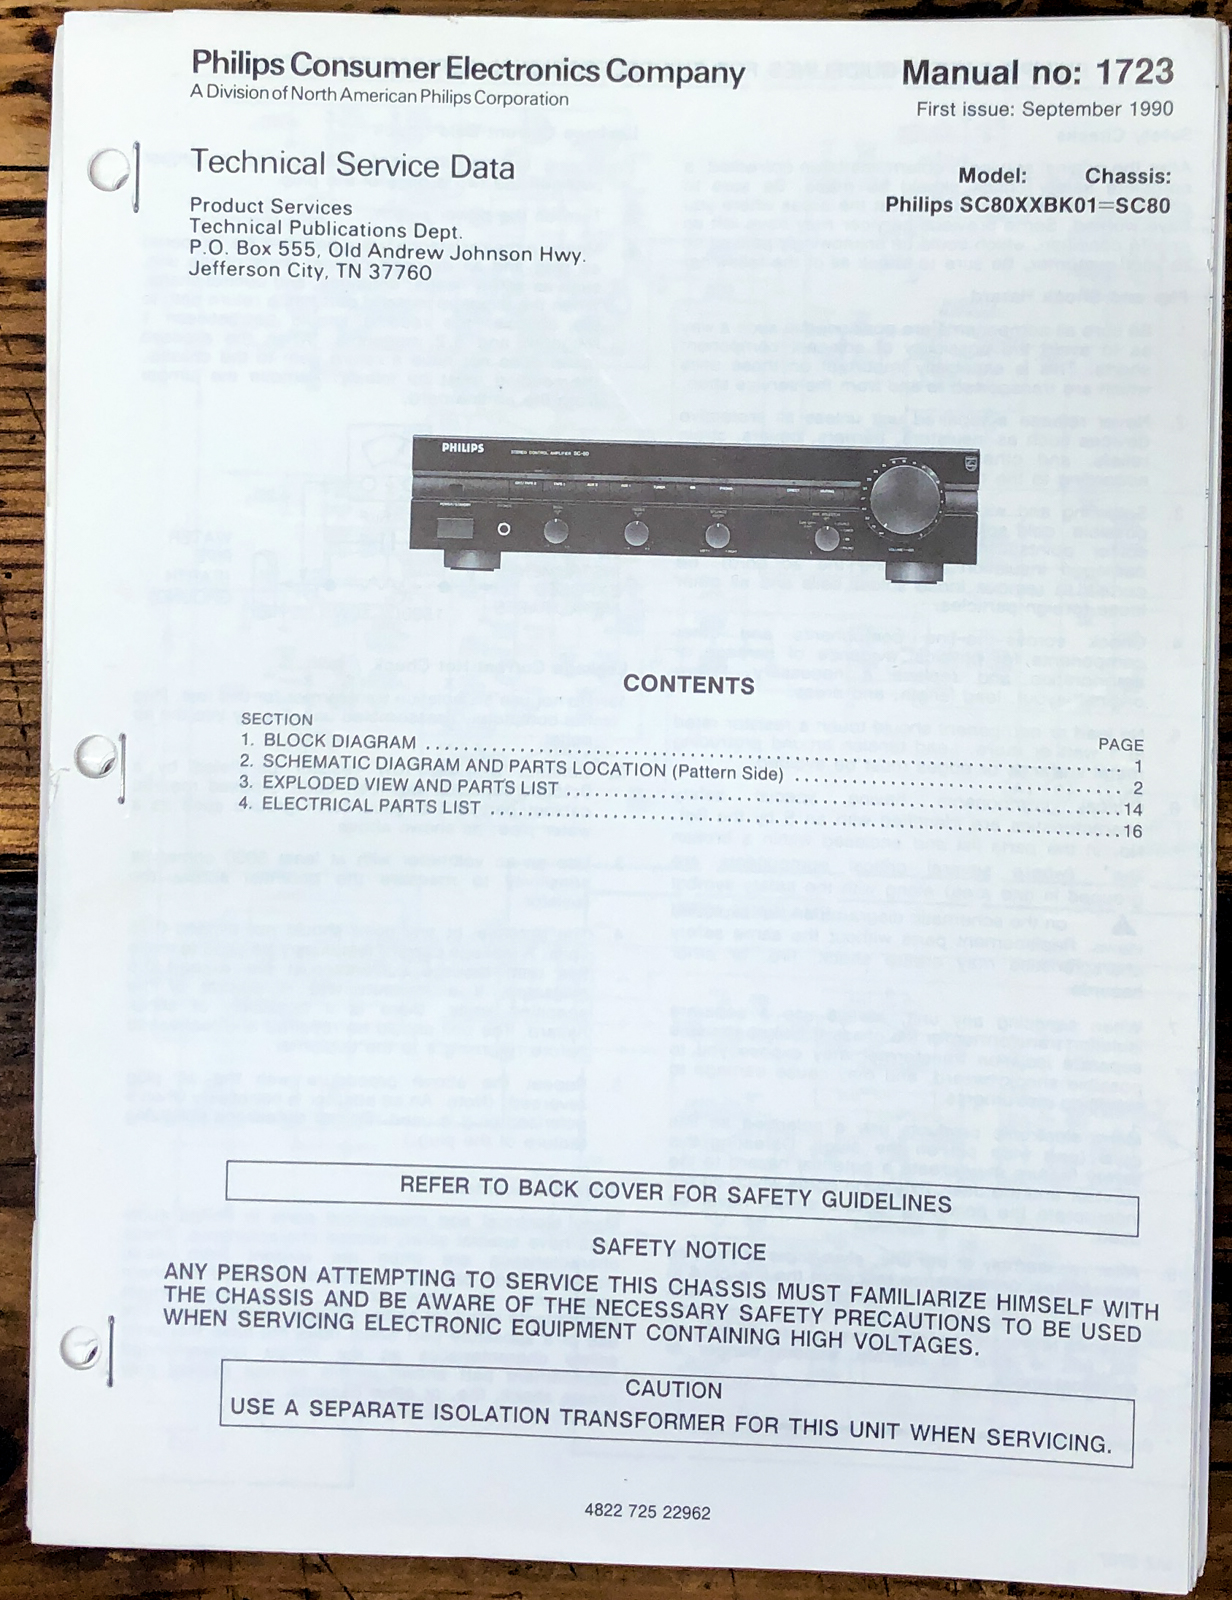 Philips Consumer Electronics Company
A Division of North American Philips Corporation
Manual no: 1723
First issue: September 1990
Technical Service Data
Product Services
Technical Publications Dept.
P.O. Box 555, Old Andrew Johnson Hwy.
Jefferson City, TN 37760
Model: Chassis:
Philips SC80XXBK01=SC80
PHILIPS
STEREO CONTROL AMPLIFIER SC-80
CONTENTS
SECTION PAGE
1. BLOCK DIAGRAM ........ 1
2. SCHEMATIC DIAGRAM AND PARTS LOCATION (Pattern Side) ........ 2
3. EXPLODED VIEW AND PARTS LIST ........ 14
4. ELECTRICAL PARTS LIST ........ 16
REFER TO BACK COVER FOR SAFETY GUIDELINES
SAFETY NOTICE
ANY PERSON ATTEMPTING TO SERVICE THIS CHASSIS MUST FAMILIARIZE HIMSELF WITH
THE CHASSIS AND BE AWARE OF THE NECESSARY SAFETY PRECAUTIONS TO BE USED
WHEN SERVICING ELECTRONIC EQUIPMENT CONTAINING HIGH VOLTAGES.
CAUTION
USE A SEPARATE ISOLATION TRANSFORMER FOR THIS UNIT WHEN SERVICING.
4822 725 22962